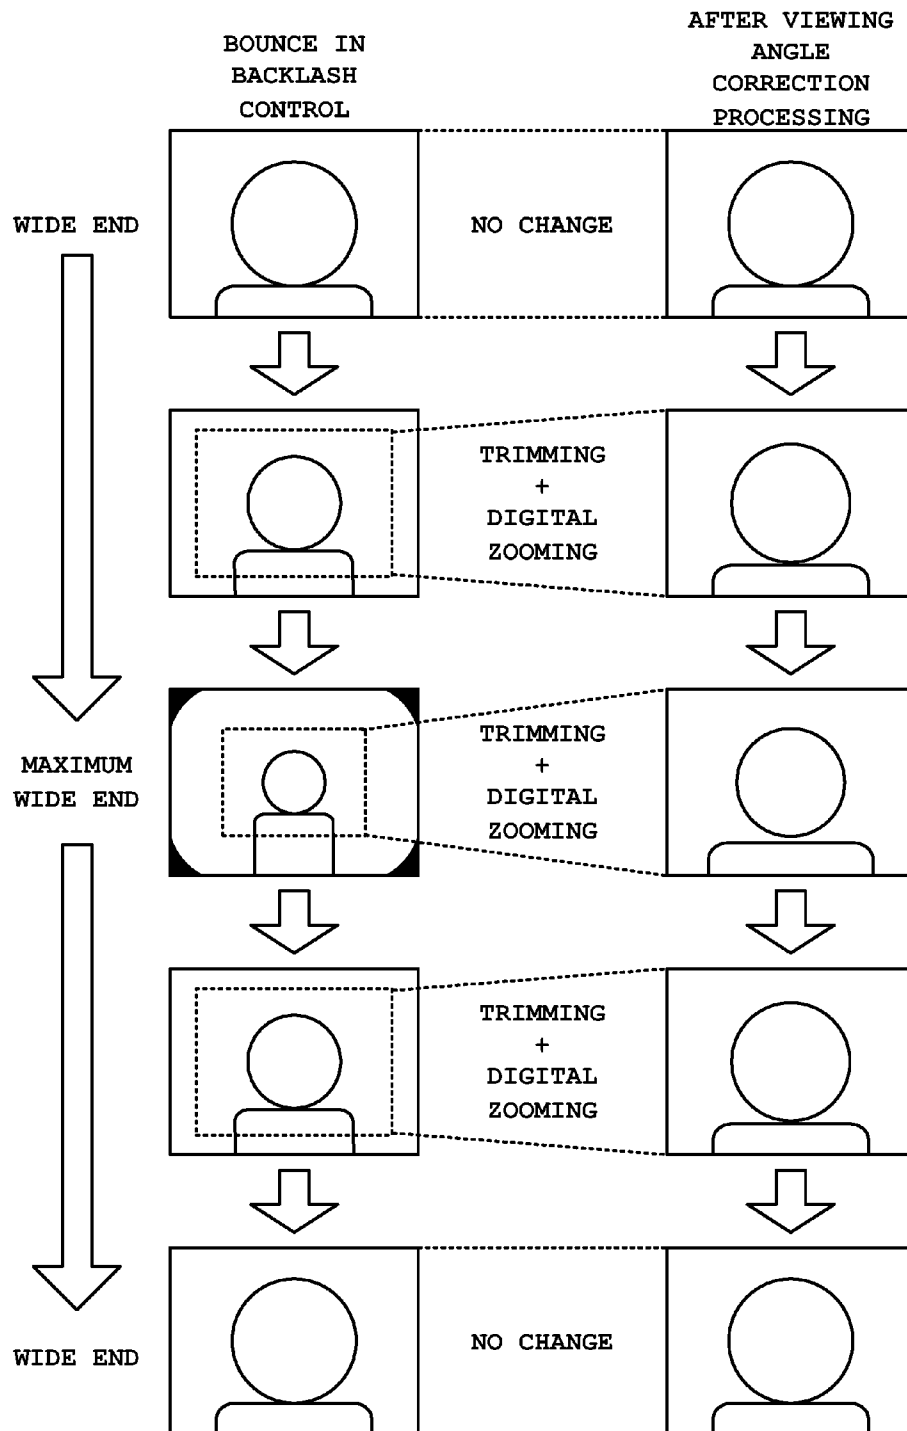 BOUNCE IN
BACKLASH
CONTROL
AFTER VIEWING
ANGLE
CORRECTION
PROCESSING
WIDE END
NO CHANGE
TRIMMING
+
DIGITAL
ZOOMING
MAXIMUM
WIDE END
TRIMMING
+
DIGITAL
ZOOMING
TRIMMING
+
DIGITAL
ZOOMING
WIDE END
NO CHANGE